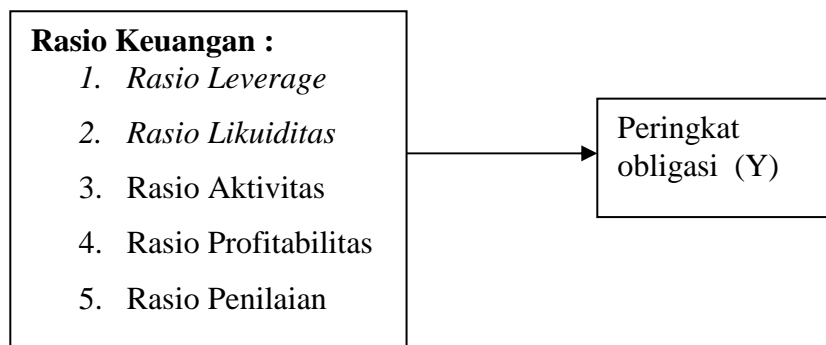 Rasio Keuangan :
1. Rasio Leverage
2. Rasio Likuiditas
3. Rasio Aktivitas
4. Rasio Profitabilitas
5. Rasio Penilaian
Peringkat
obligasi (Y)